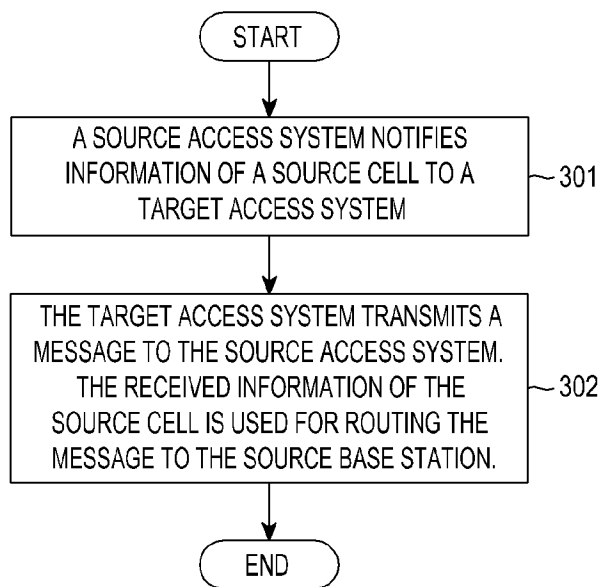 START
A SOURCE ACCESS SYSTEM NOTIFIES
INFORMATION OF A SOURCE CELL TO A
TARGET ACCESS SYSTEM
301
THE TARGET ACCESS SYSTEM TRANSMITS A
MESSAGE TO THE SOURCE ACCESS SYSTEM.
THE RECEIVED INFORMATION OF THE
SOURCE CELL IS USED FOR ROUTING THE
MESSAGE TO THE SOURCE BASE STATION.
302
END